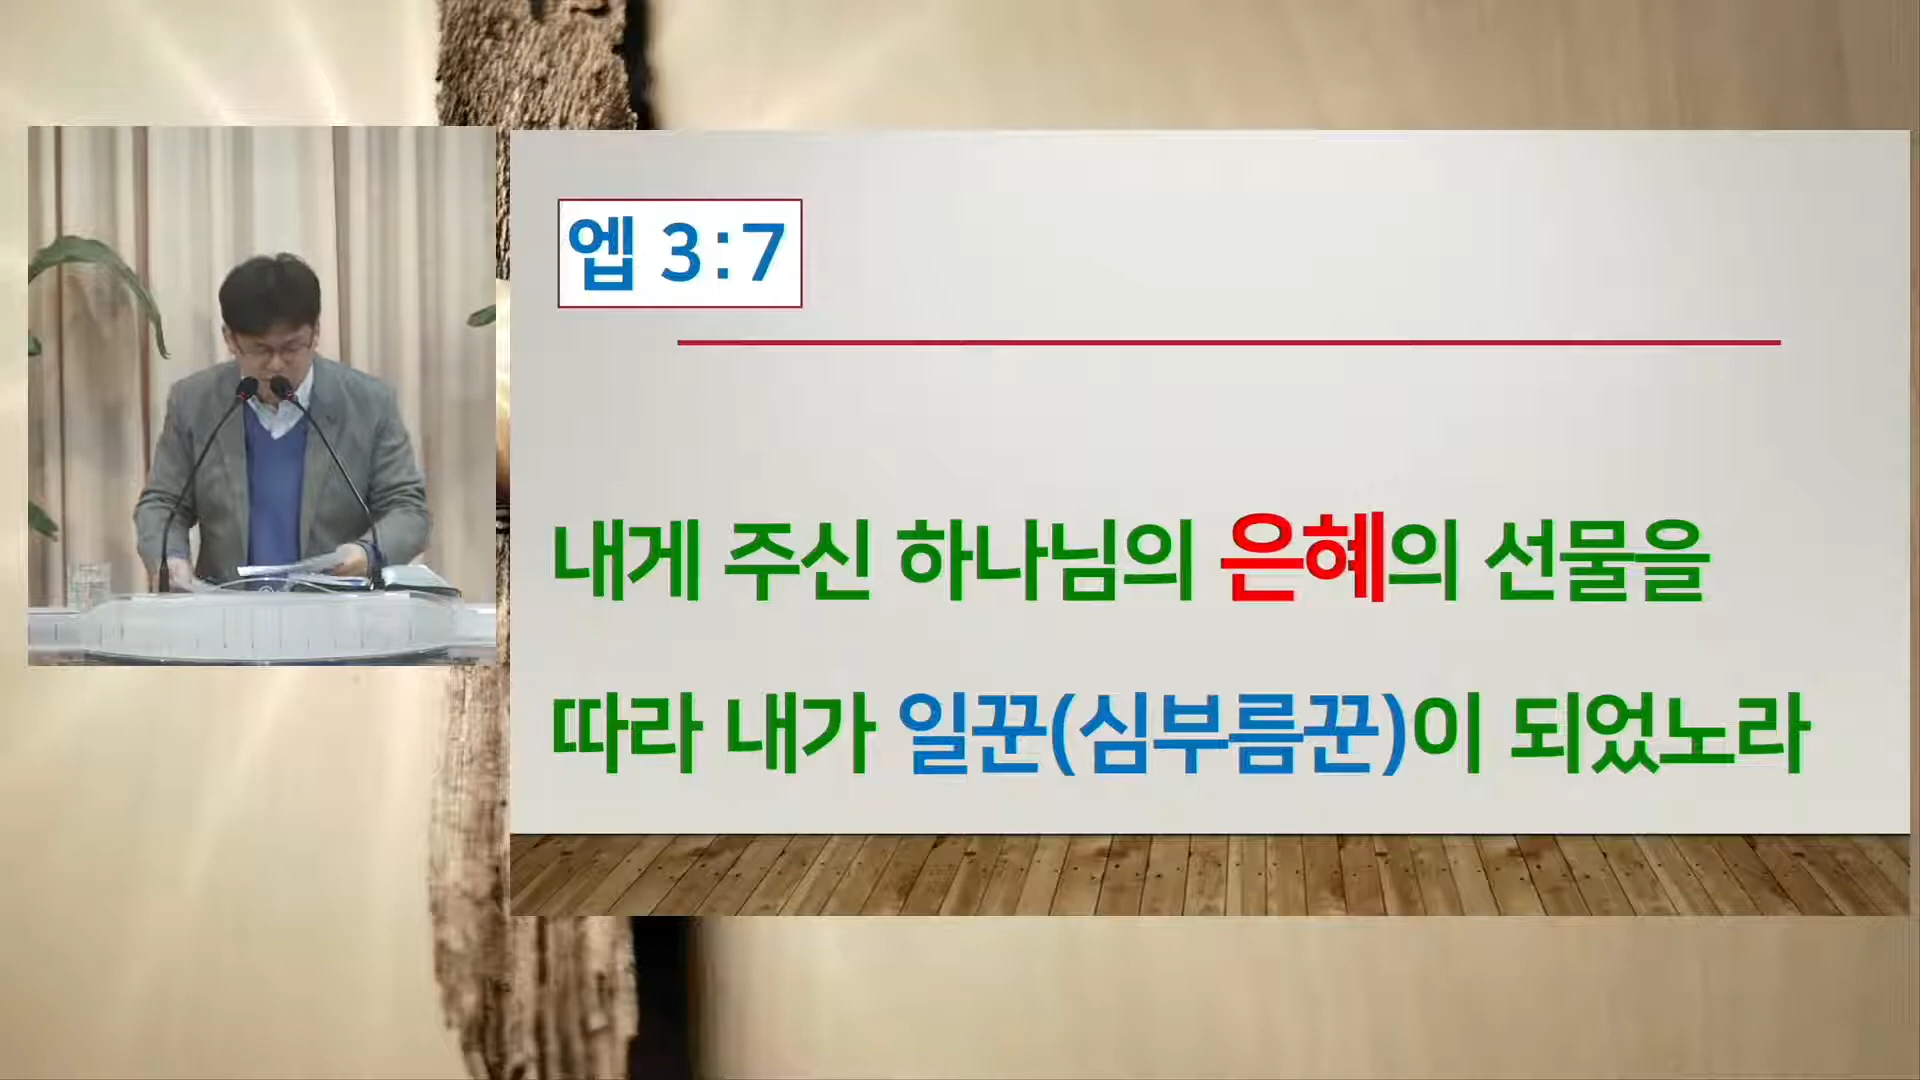 엡 3:7
내게 주신 하나님의 은혜의 선물을
따라 내가 일꾼(심부름꾼)이 되었노라